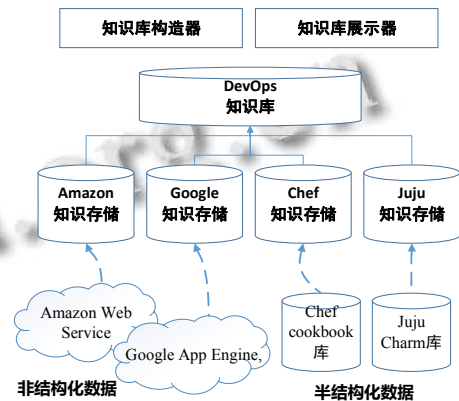 知识库构造器
知识库展示器
DevOps
知识库
Amazon
知识存储
Google
知识存储
Chef
知识存储
Juju
知识存储
Amazon Web
Service
Google App Engine,
Chef
cookbook
库
Juju
Charm库
非结构化数据
半结构化数据